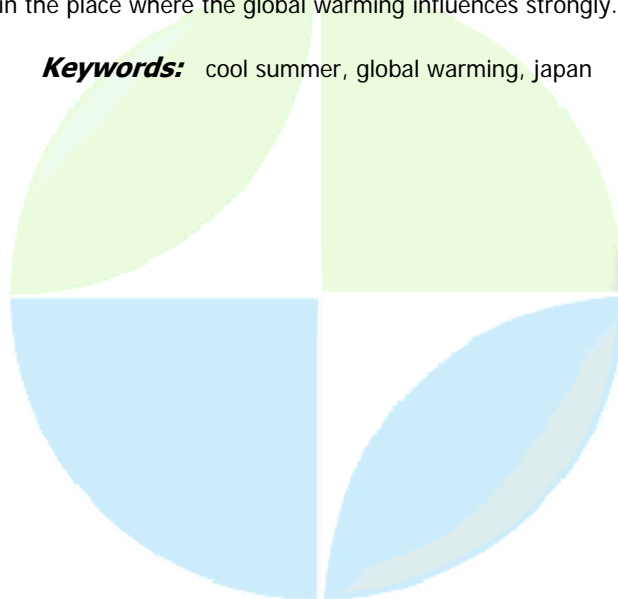 in the place where the global warming influences strongly.
Keywords: cool summer, global warming, japan